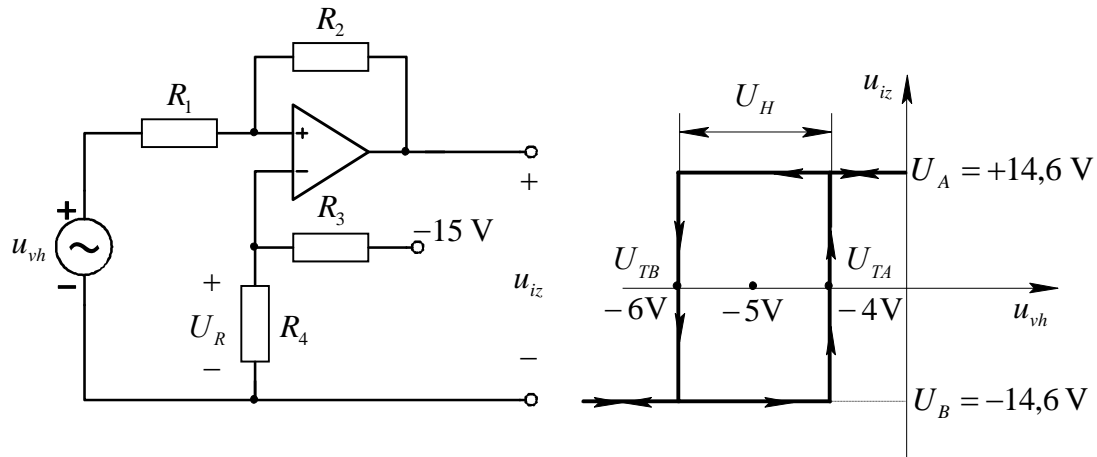 R₂
R₁
+
−
R₃
−15 V
+
u_vh
−
+
U_R
−
R₄
+
u_iz
−
u_iz
U_H
U_A = +14,6 V
U_TB
U_TA
−6V
−5V
−4V
u_vh
U_B = −14,6 V